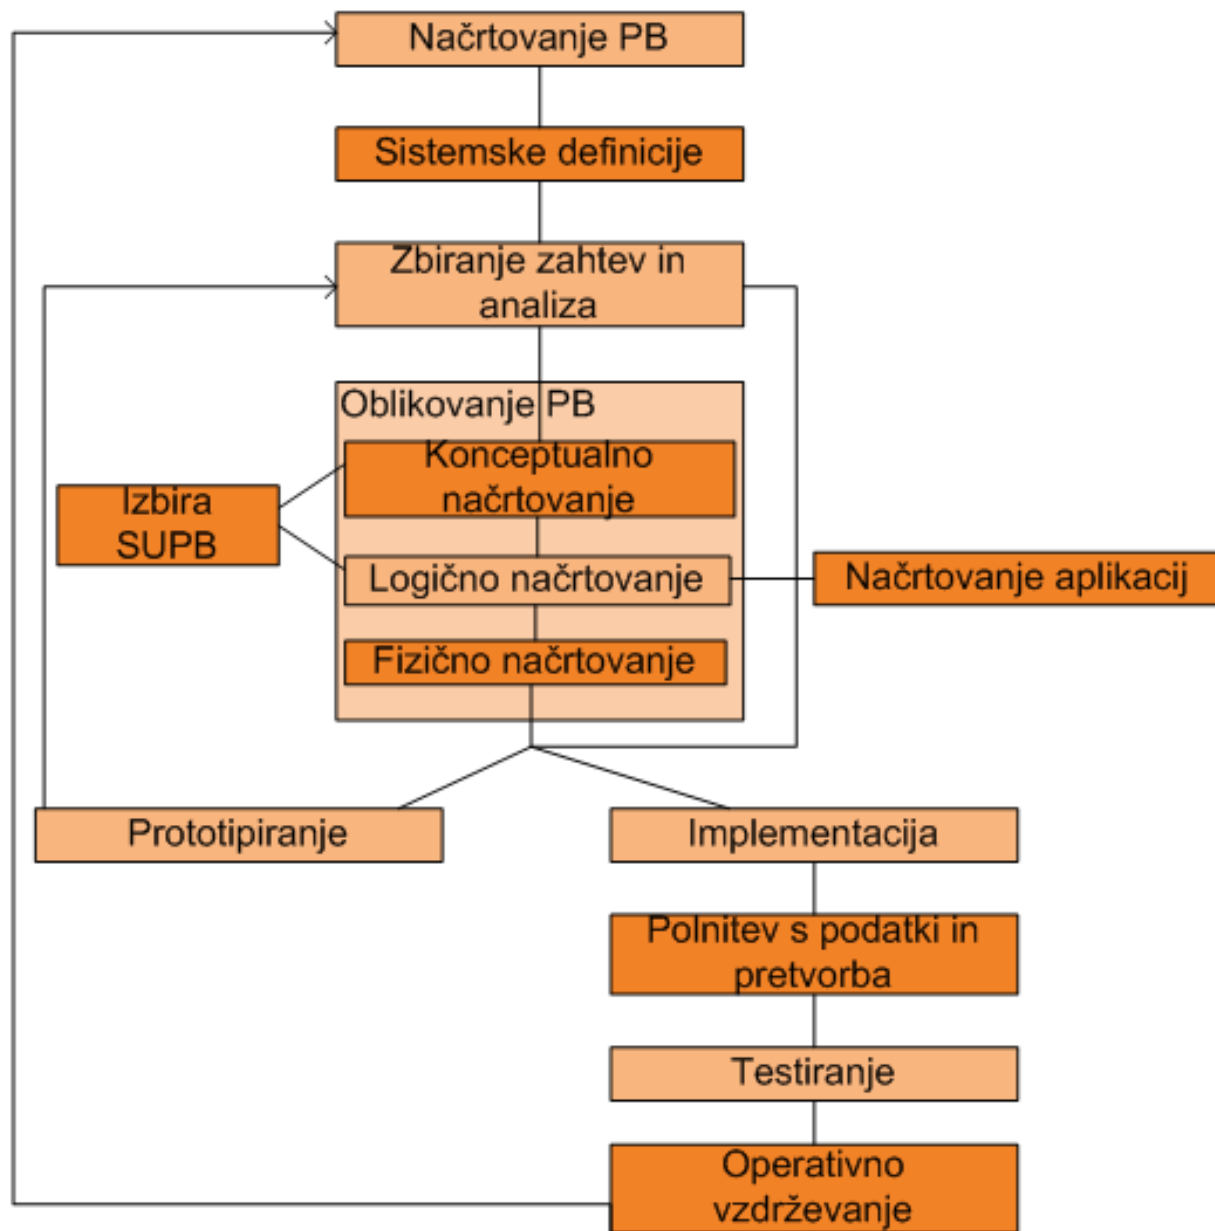 Načrtovanje PB
Sistemske definicije
Zbiranje zahtev in
analiza
Oblikovanje PB
Konceptualno
načrtovanje
Izbira
SUPB
Logično načrtovanje
Načrtovanje aplikacij
Fizično načrtovanje
Prototipiranje
Implementacija
Polnitev s podatki in
pretvorba
Testiranje
Operativno
vzdrževanje